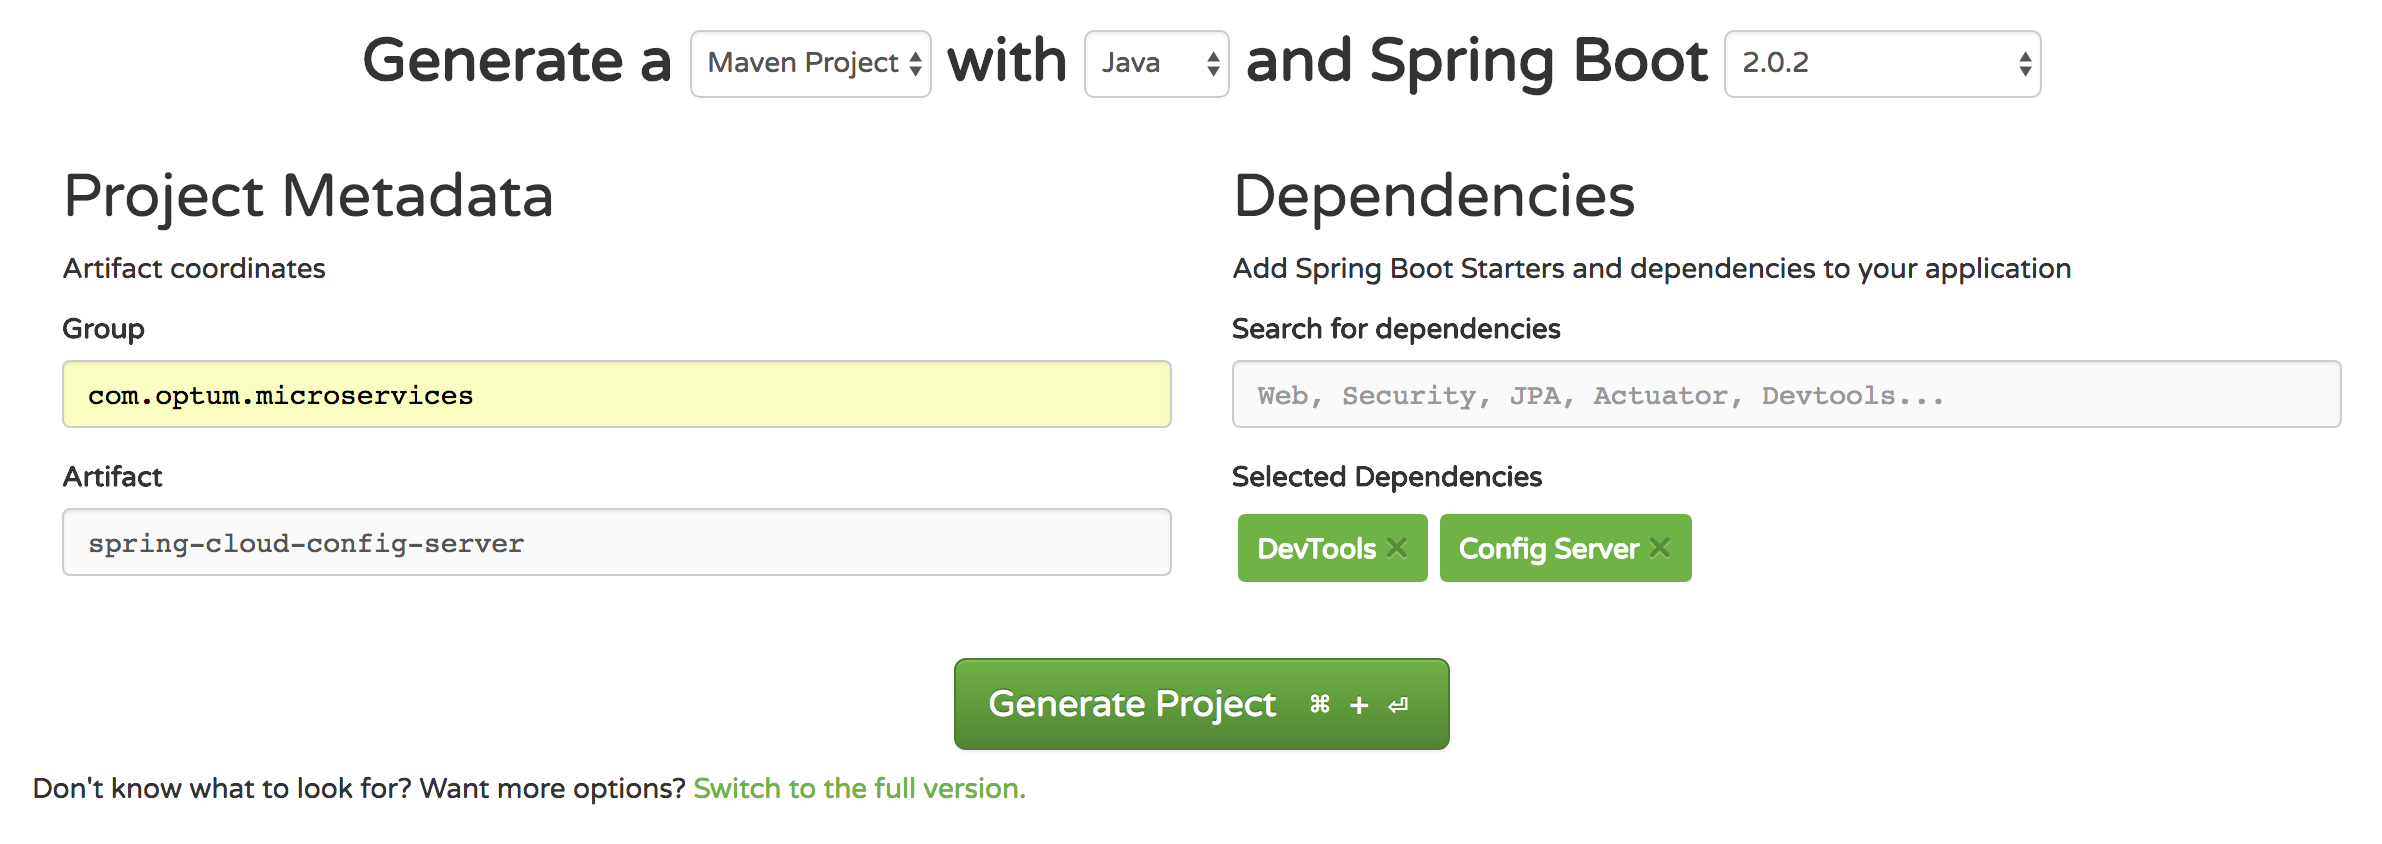 Generate a Maven Project with Java and Spring Boot 2.0.2
Project Metadata
Artifact coordinates
Group
com.optum.microservices
Artifact
spring-cloud-config-server
Dependencies
Add Spring Boot Starters and dependencies to your application
Search for dependencies
Web, Security, JPA, Actuator, Devtools...
Selected Dependencies
DevTools ✕ Config Server ✕
Generate Project ⌘ + ⏎
Don't know what to look for? Want more options? Switch to the full version.